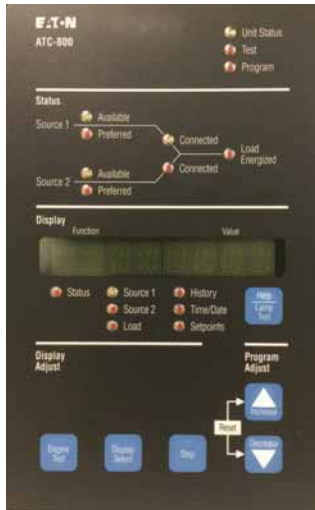 EATON
ATC-800
Unit Status
Test
Program
Status
Source 1
Available
Preferred
Connected
Load
Energized
Connected
Source 2
Available
Preferred
Display
Function
Value
Status
Source 1
History
Source 2
Time/Date
Load
Setpoints
Help
Lamp
Test
Display
Adjust
Program
Adjust
Increase
Reset
Decrease
Engine
Test
Display
Select
Step